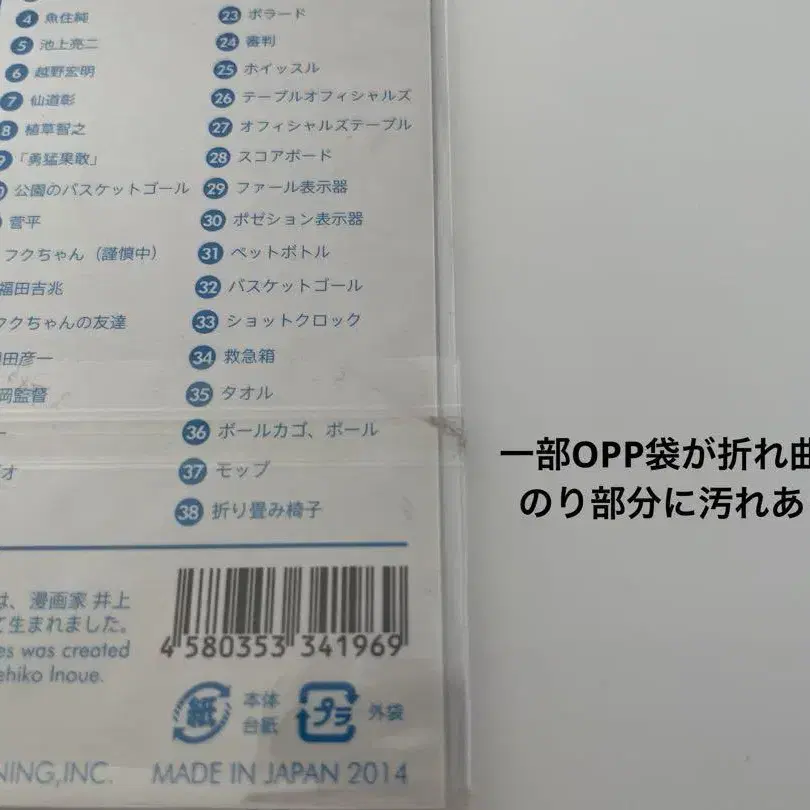 4 魚住純
5 池上亮二
6 越野宏明
7 仙道彰
8 植草智之
「勇猛果敢」
公園のバスケットゴール
菅平
フクちゃん（謹慎中）
福田吉兆
フクちゃんの友達
田彦一
岡監督
ー
オ
23 ボラード
24 審判
25 ホイッスル
26 テーブルオフィシャルズ
27 オフィシャルズテーブル
28 スコアボード
29 ファール表示器
30 ポゼション表示器
31 ペットボトル
32 バスケットゴール
33 ショットクロック
34 救急箱
35 タオル
36 ボールカゴ、ボール
37 モップ
38 折り畳み椅子
は、漫画家 井上
て生まれました。
es was created
ehiko Inoue.
4 580353 341969
紙 本体
台紙
プラ 外袋
NING,INC. MADE IN JAPAN 2014
一部OPP袋が折れ曲
のり部分に汚れあ